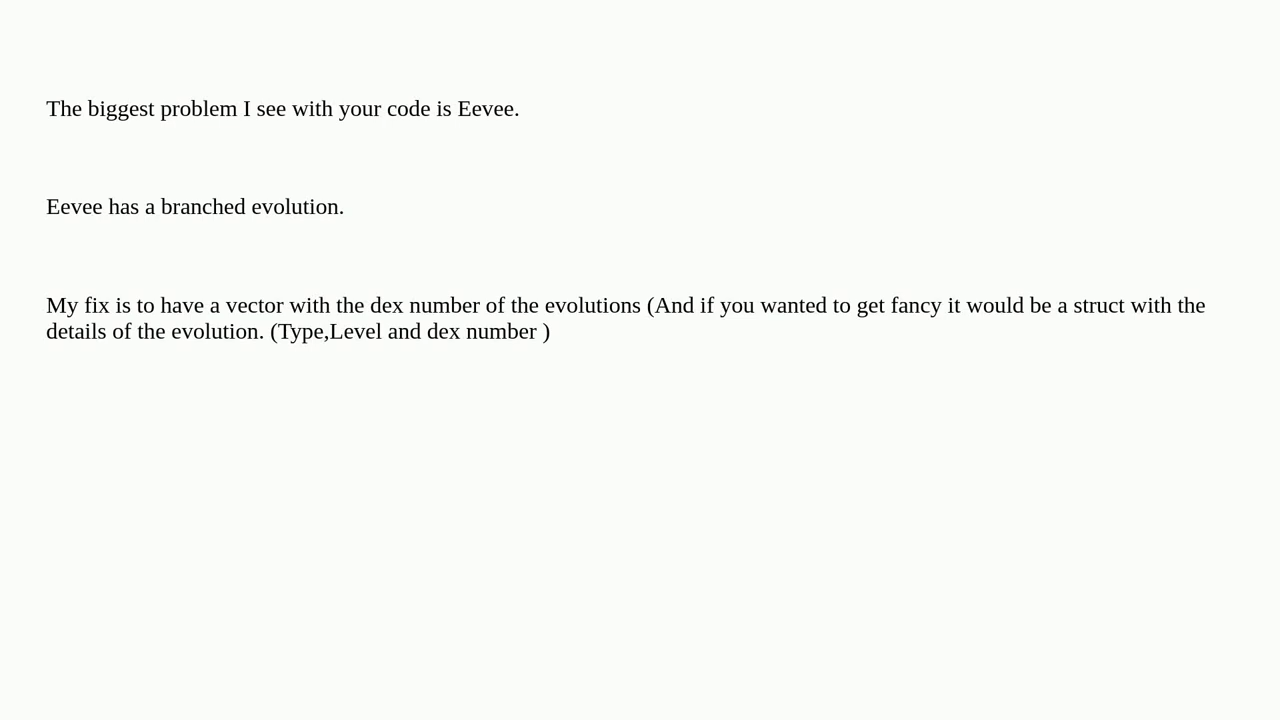 The biggest problem I see with your code is Eevee.
Eevee has a branched evolution.
My fix is to have a vector with the dex number of the evolutions (And if you wanted to get fancy it would be a struct with the
details of the evolution. (Type,Level and dex number )